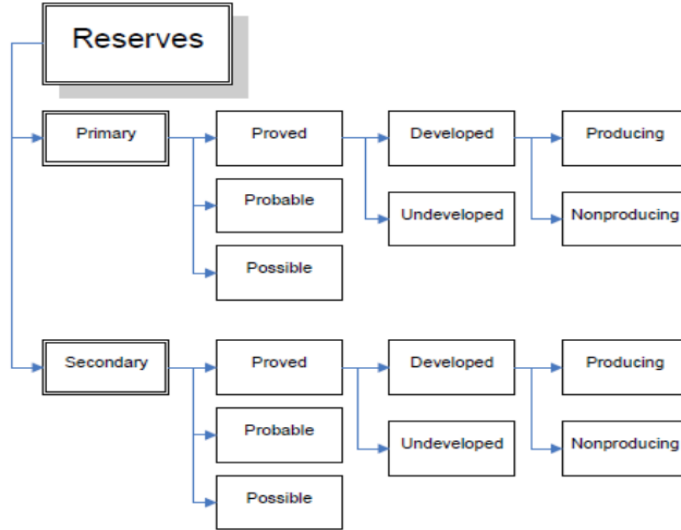 Reserves
Primary
Proved
Developed
Producing
Probable
Undeveloped
Nonproducing
Possible
Secondary
Proved
Developed
Producing
Probable
Undeveloped
Nonproducing
Possible